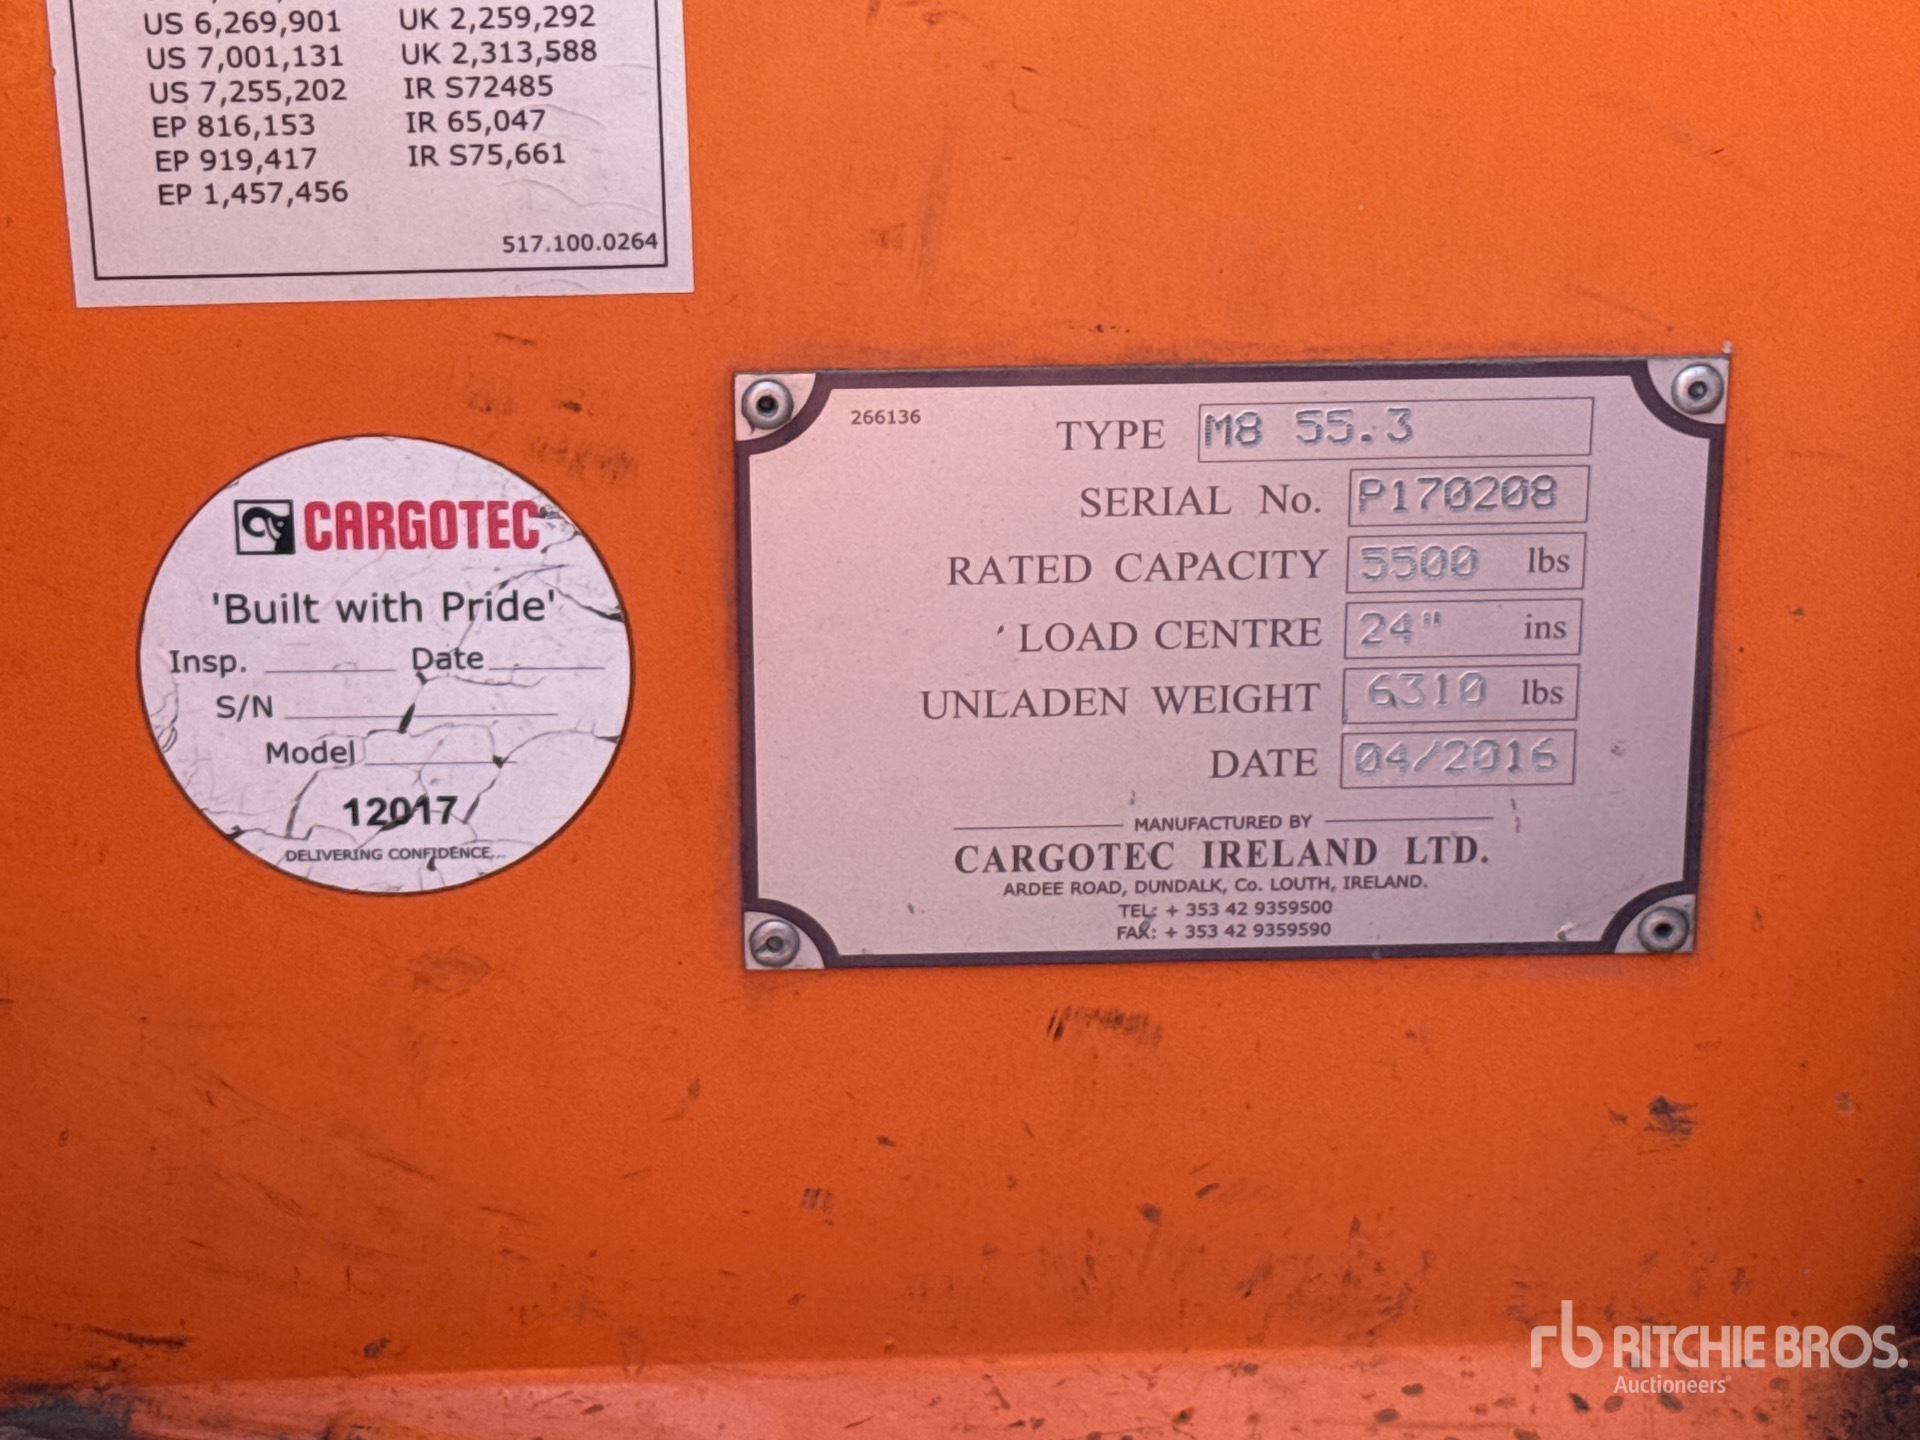 US 6,269,901 UK 2,259,292
US 7,001,131 UK 2,313,588
US 7,255,202 IR S72485
EP 816,153 IR 65,047
EP 919,417 IR S75,661
EP 1,457,456
517.100.0264
CARGOTEC
'Built with Pride'
Insp. Date
S/N
Model
12017
DELIVERING CONFIDENCE...
266136
TYPE M8 55.3
SERIAL No. P170208
RATED CAPACITY 5500 lbs
LOAD CENTRE 24" ins
UNLADEN WEIGHT 6310 lbs
DATE 04/2016
MANUFACTURED BY
CARGOTEC IRELAND LTD.
ARDEE ROAD, DUNDALK, Co. LOUTH, IRELAND.
TEL: + 353 42 9359500
FAX: + 353 42 9359590
rb RITCHIE BROS.
Auctioneers